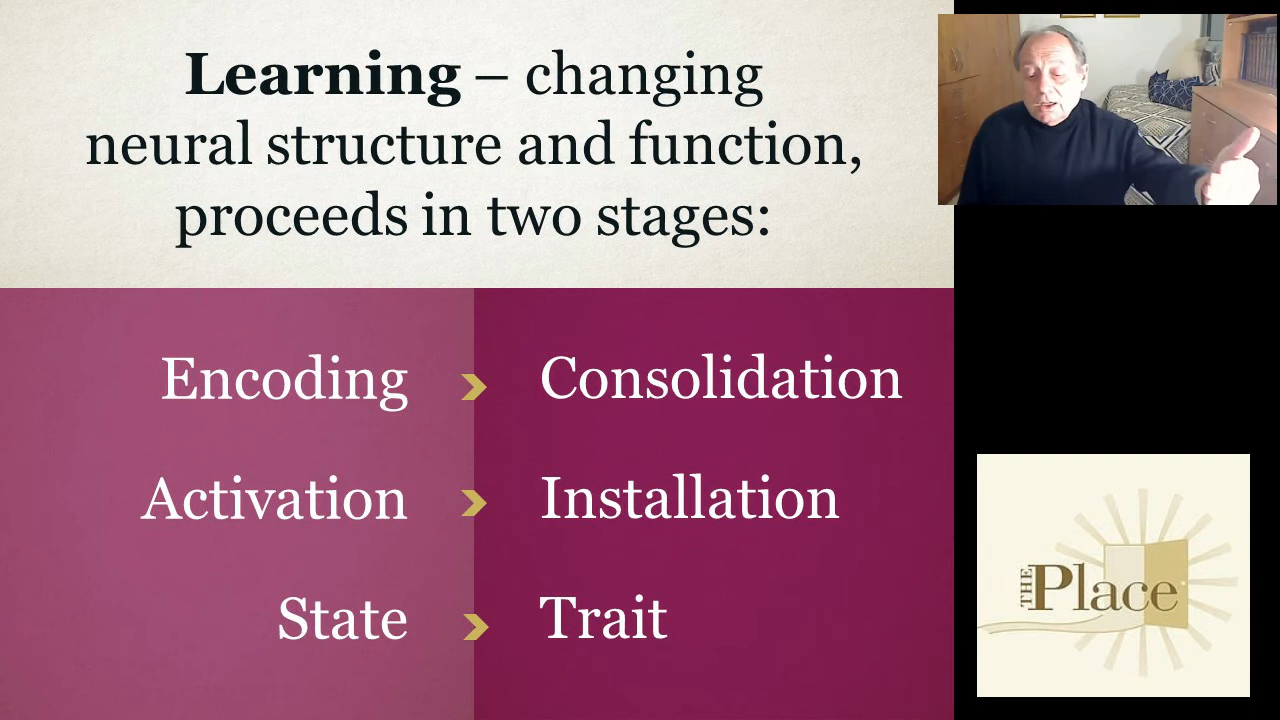 Learning – changing
neural structure and function,
proceeds in two stages:
Encoding › Consolidation
Activation › Installation
State › Trait
THE Place